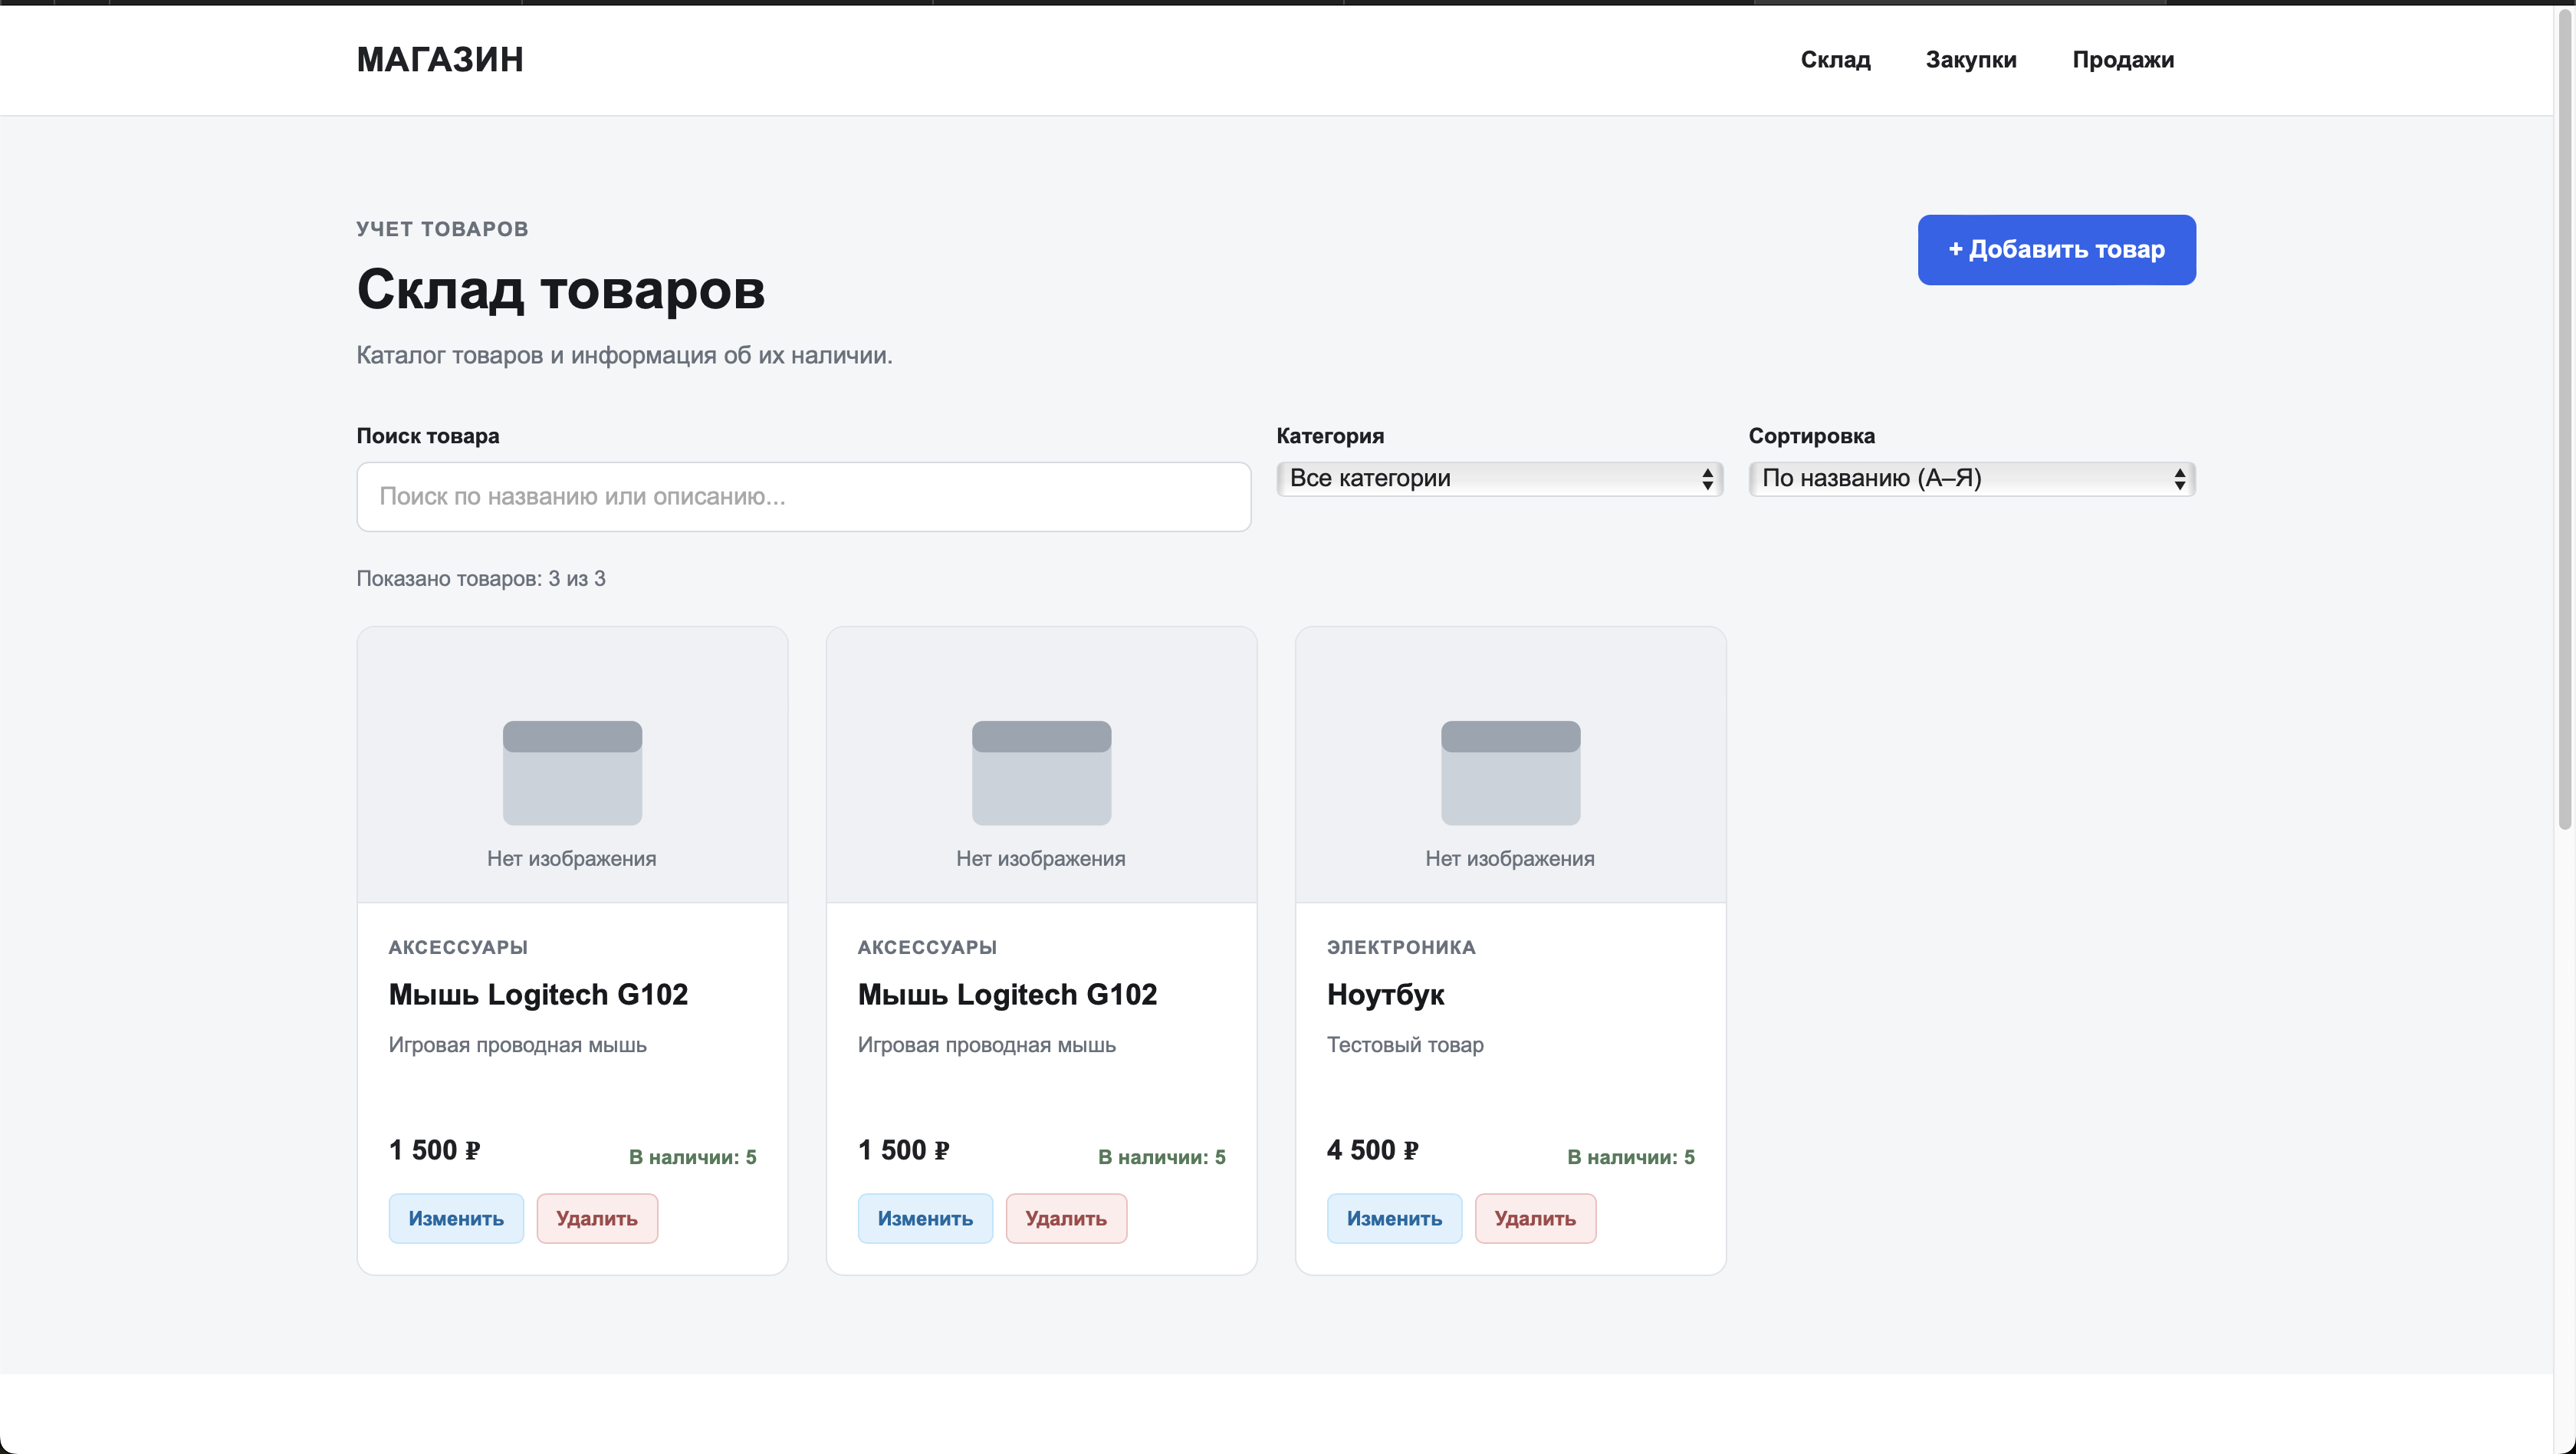 МАГАЗИН
Склад Закупки Продажи
УЧЕТ ТОВАРОВ
Склад товаров
Каталог товаров и информация об их наличии.
+ Добавить товар
Поиск товара
Поиск по названию или описанию...
Категория
Все категории
Сортировка
По названию (А–Я)
Показано товаров: 3 из 3
Нет изображения
АКСЕССУАРЫ
Мышь Logitech G102
Игровая проводная мышь
1 500 ₽
В наличии: 5
Изменить Удалить
Нет изображения
АКСЕССУАРЫ
Мышь Logitech G102
Игровая проводная мышь
1 500 ₽
В наличии: 5
Изменить Удалить
Нет изображения
ЭЛЕКТРОНИКА
Ноутбук
Тестовый товар
4 500 ₽
В наличии: 5
Изменить Удалить